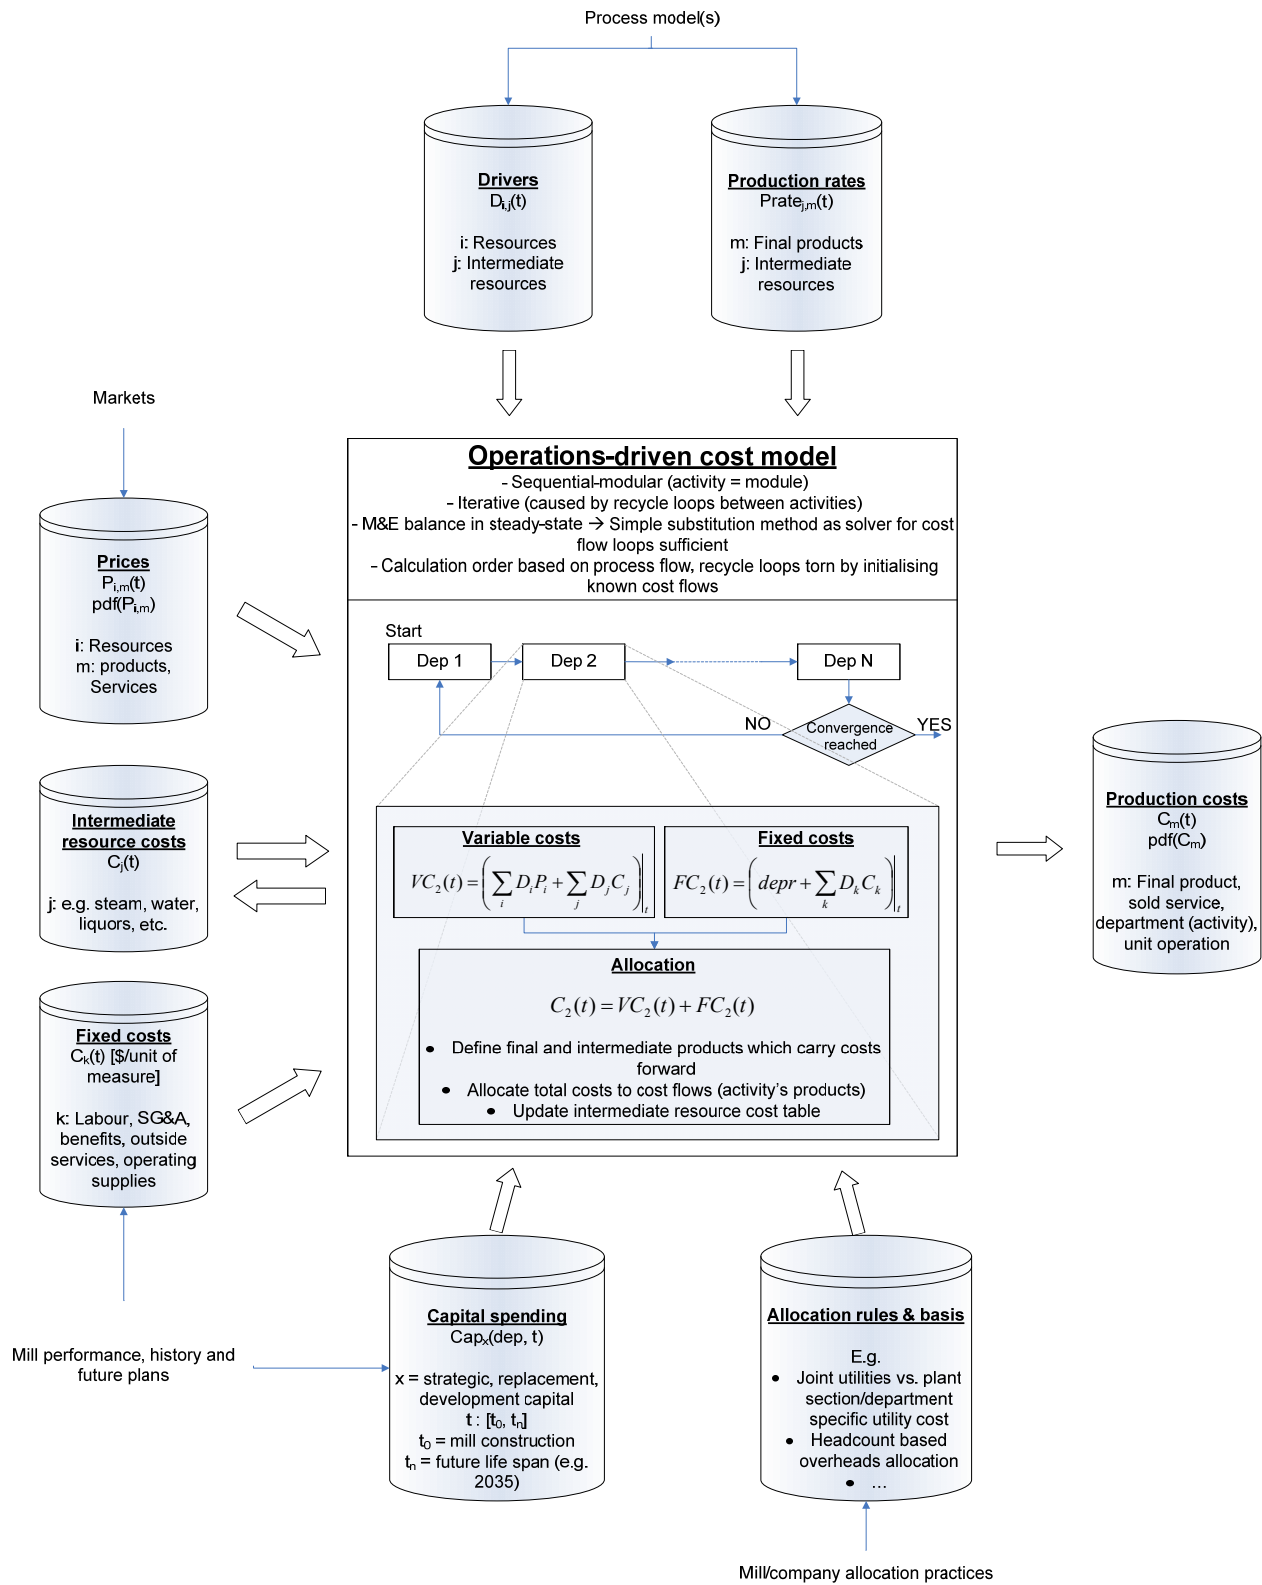 Process model(s)
Drivers
Di,j(t)
i: Resources
j: Intermediate
resources
Production rates
Pratej,m(t)
m: Final products
j: Intermediate
resources
Markets
Prices
Pi,m(t)
pdf(Pi,m)
i: Resources
m: products,
Services
Intermediate
resource costs
Cj(t)
j: e.g. steam, water,
liquors, etc.
Fixed costs
Ck(t) [$/unit of
measure]
k: Labour, SG&A,
benefits, outside
services, operating
supplies
Mill performance, history and
future plans
Operations-driven cost model
- Sequential-modular (activity = module)
- Iterative (caused by recycle loops between activities)
- M&E balance in steady-state → Simple substitution method as solver for cost
flow loops sufficient
- Calculation order based on process flow, recycle loops torn by initialising
known cost flows
Start
Dep 1
Dep 2
Dep N
NO
Convergence
reached
YES
Variable costs
VC2(t) = (∑i DiPi + ∑j DjCj)|t
Fixed costs
FC2(t) = (depr + ∑k DkCk)|t
Allocation
C2(t) = VC2(t) + FC2(t)
● Define final and intermediate products which carry costs
forward
● Allocate total costs to cost flows (activity's products)
● Update intermediate resource cost table
Production costs
Cm(t)
pdf(Cm)
m: Final product,
sold service,
department (activity),
unit operation
Capital spending
Capx(dep, t)
x = strategic, replacement,
development capital
t : [t0, tn]
t0 = mill construction
tn = future life span (e.g.
2035)
Allocation rules & basis
E.g.
● Joint utilities vs. plant
section/department
specific utility cost
● Headcount based
overheads allocation
● ...
Mill/company allocation practices